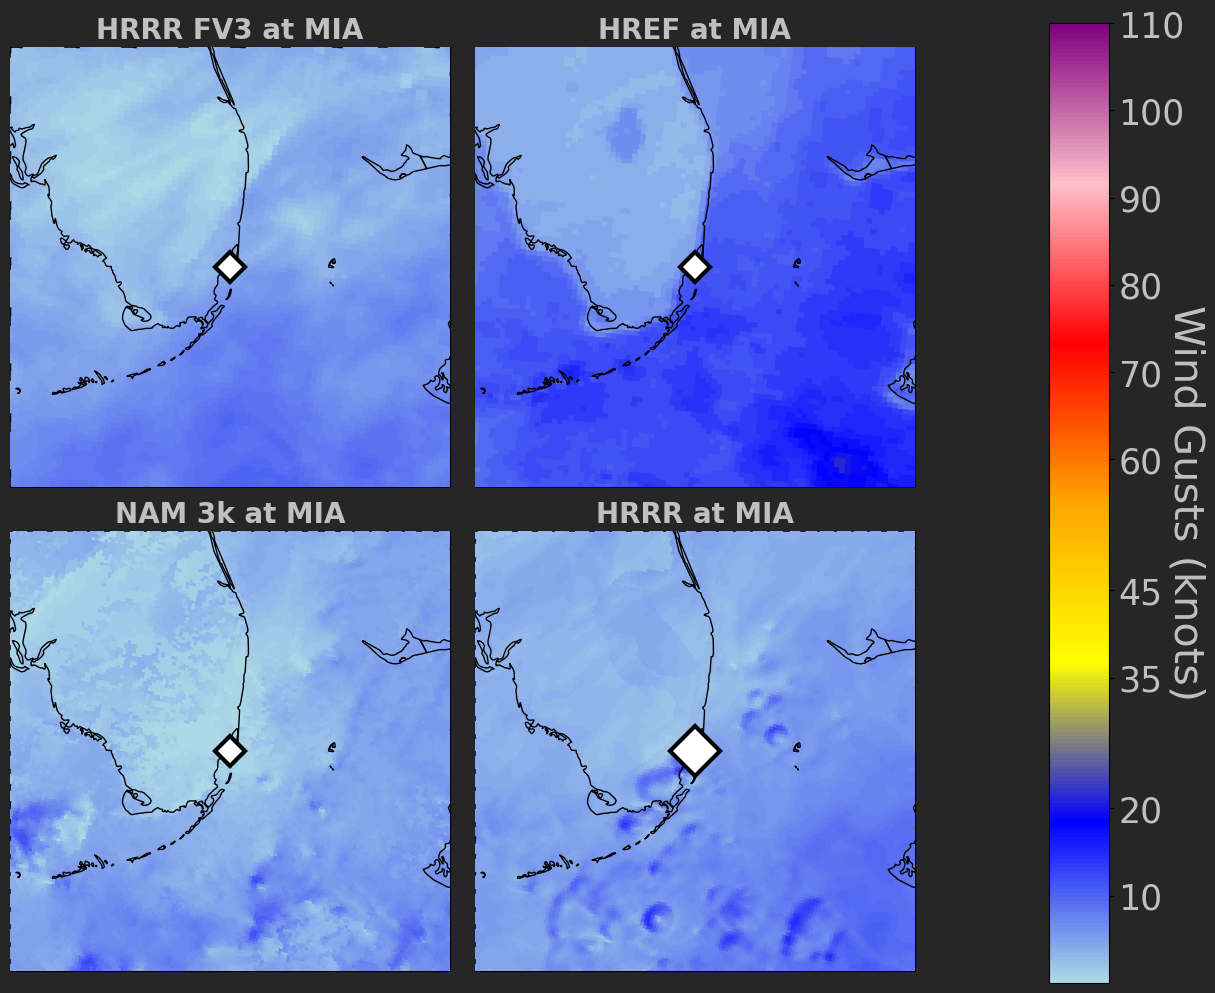 HRRR FV3 at MIA
HREF at MIA
NAM 3k at MIA
HRRR at MIA
110
100
90
80
70
60
45
35
20
10
Wind Gusts (knots)